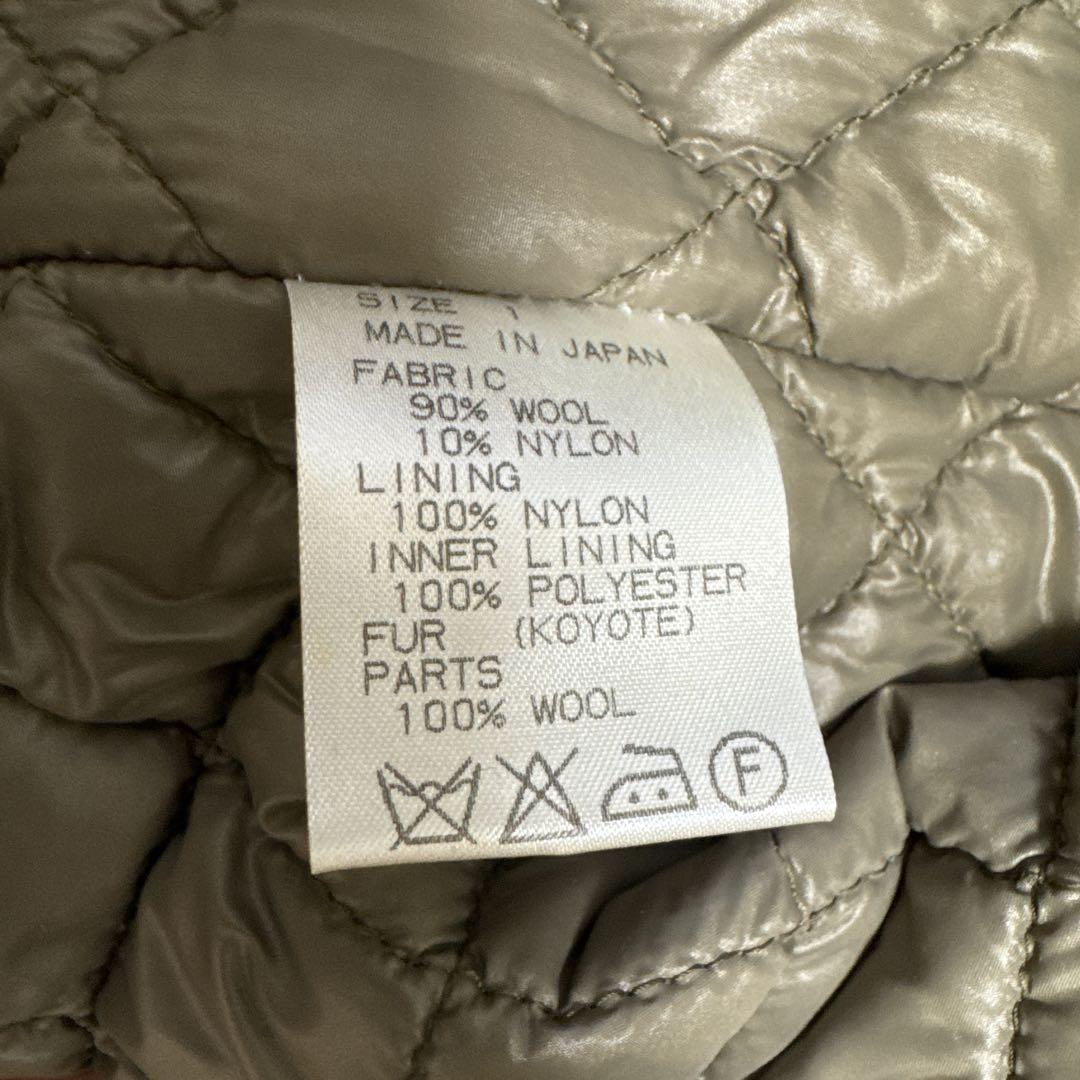 SIZE 1
MADE IN JAPAN
FABRIC
90% WOOL
10% NYLON
LINING
100% NYLON
INNER LINING
100% POLYESTER
FUR (KOYOTE)
PARTS
100% WOOL
F